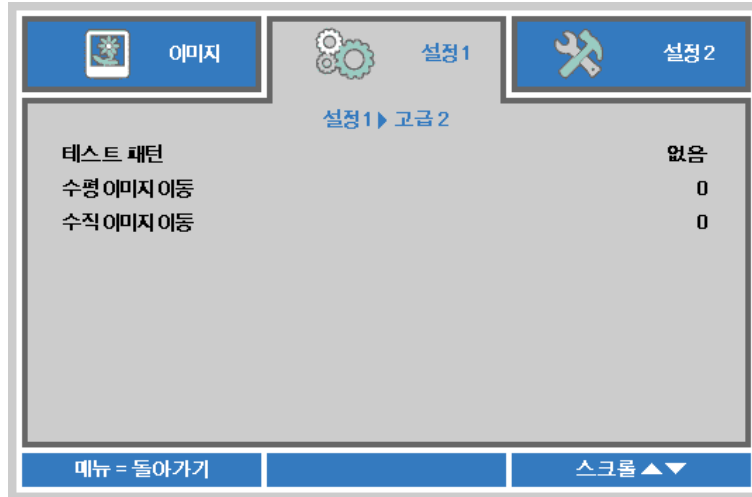 이미지
설정 1
설정 2
설정 1 ▶ 고급 2
테스트 패턴 없음
수평 이미지 이동 0
수직 이미지 이동 0
메뉴 = 돌아가기
스크롤 ▲▼